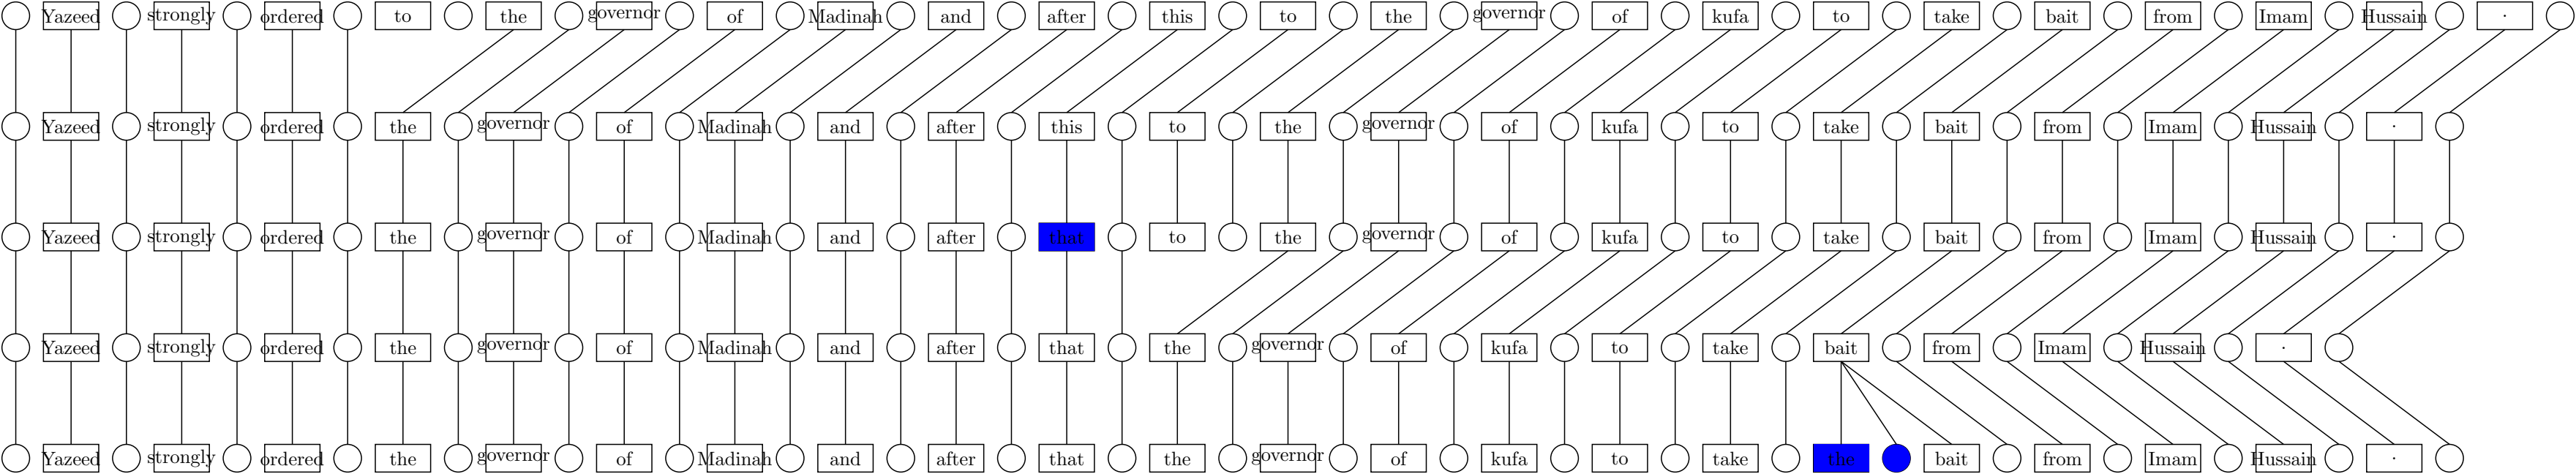 Yazeed strongly ordered to the governor of Madinah and after this to the governor of kufa to take bait from Imam Hussain .
Yazeed strongly ordered the governor of Madinah and after this to the governor of kufa to take bait from Imam Hussain .
Yazeed strongly ordered the governor of Madinah and after that to the governor of kufa to take bait from Imam Hussain .
Yazeed strongly ordered the governor of Madinah and after that the governor of kufa to take bait from Imam Hussain .
Yazeed strongly ordered the governor of Madinah and after that the governor of kufa to take the bait from Imam Hussain .